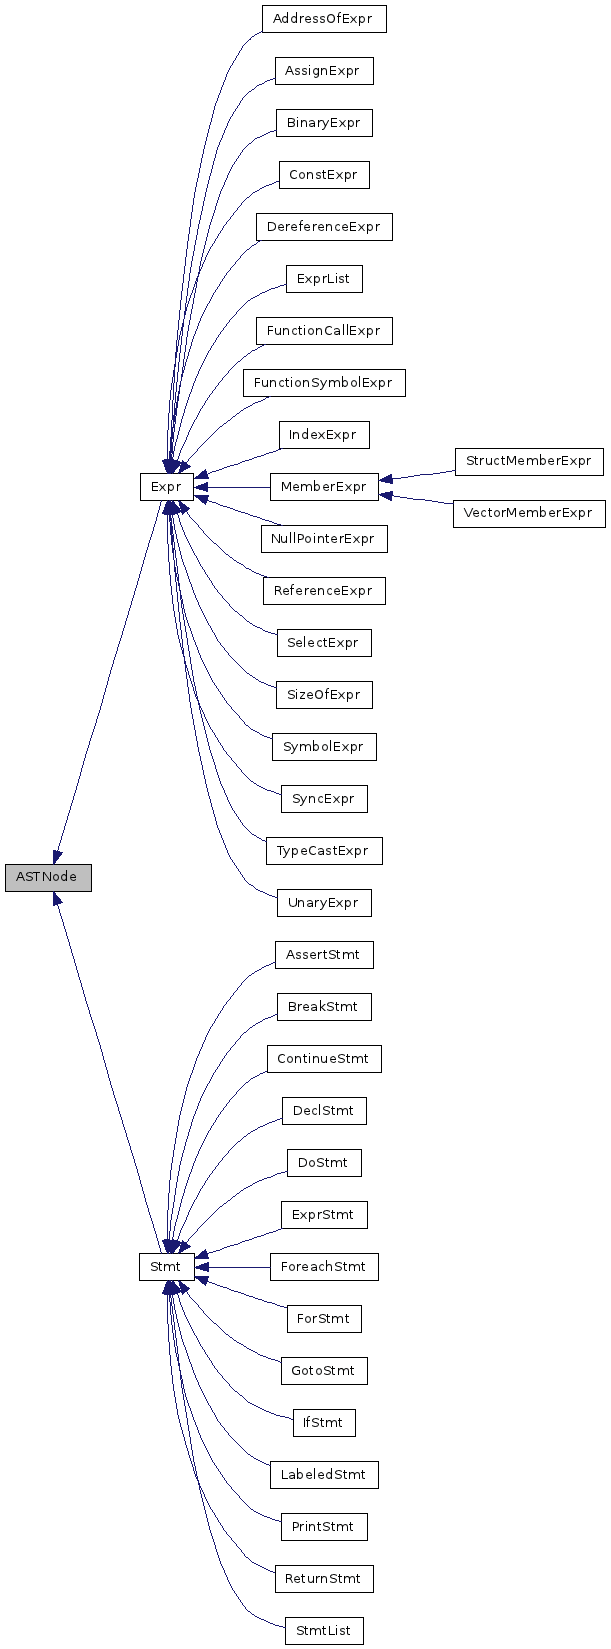 AddressOfExpr
AssignExpr
BinaryExpr
ConstExpr
DereferenceExpr
ExprList
FunctionCallExpr
FunctionSymbolExpr
IndexExpr
StructMemberExpr
Expr
MemberExpr
VectorMemberExpr
NullPointerExpr
ReferenceExpr
SelectExpr
SizeOfExpr
SymbolExpr
SyncExpr
TypeCastExpr
ASTNode
UnaryExpr
AssertStmt
BreakStmt
ContinueStmt
DeclStmt
DoStmt
ExprStmt
Stmt
ForeachStmt
ForStmt
GotoStmt
IfStmt
LabeledStmt
PrintStmt
ReturnStmt
StmtList